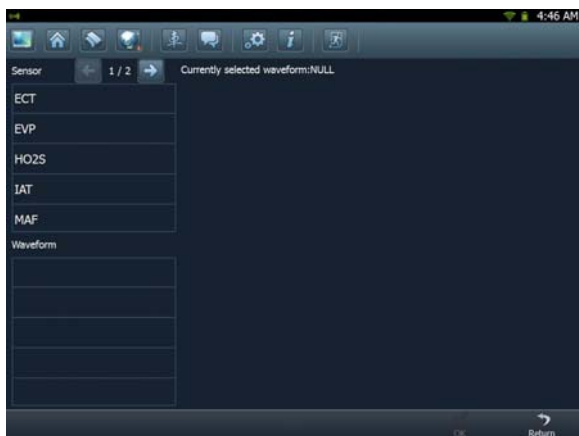 4:46 AM
Sensor 1 / 2 Currently selected waveform:NULL
ECT
EVP
HO2S
IAT
MAF
Waveform
OK Return